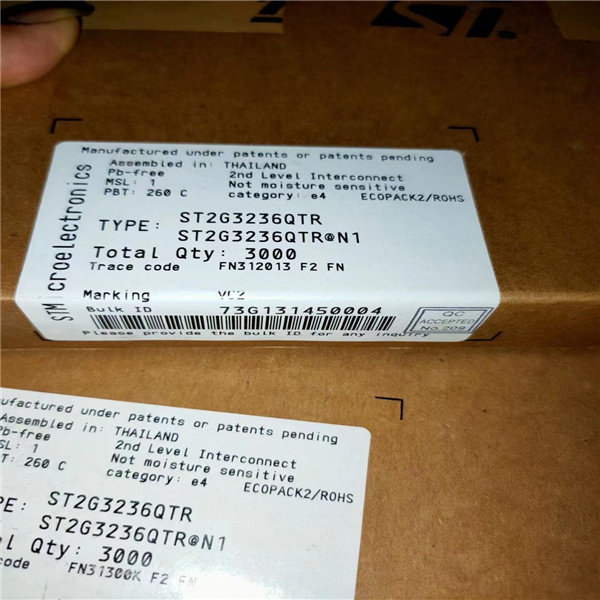 STMicroelectronics
Manufactured under patents or patents pending
Assembled in: THAILAND
Pb-free 2nd Level Interconnect
MSL: 1 Not moisture sensitive
PBT: 260 C category: e4 ECOPACK2/ROHS
TYPE: ST2G3236QTR
ST2G3236QTR@N1
Total Qty: 3000
Trace code FN312013 F2 FN
Marking VC2
Bulk ID 73G131450004
QC
ACCEPTED
No.209
Please provide the bulk ID for any inquiry
nufactured under patents or patents pending
Assembled in: THAILAND
Pb-free 2nd Level Interconnect
SL: 1 Not moisture sensitive
T: 260 C category: e4 ECOPACK2/ROHS
PE: ST2G3236QTR
ST2G3236QTR@N1
l Qty: 3000
code FN31300K F2 FN